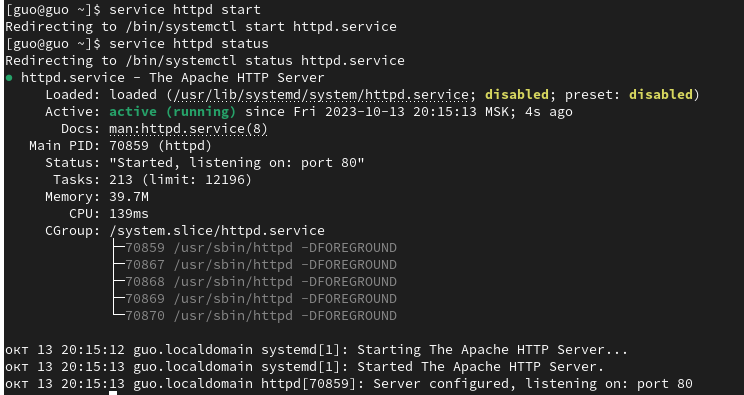 [guo@guo ~]$ service httpd start
Redirecting to /bin/systemctl start httpd.service
[guo@guo ~]$ service httpd status
Redirecting to /bin/systemctl status httpd.service
● httpd.service - The Apache HTTP Server
     Loaded: loaded (/usr/lib/systemd/system/httpd.service; disabled; preset: disabled)
     Active: active (running) since Fri 2023-10-13 20:15:13 MSK; 4s ago
       Docs: man:httpd.service(8)
   Main PID: 70859 (httpd)
     Status: "Started, listening on: port 80"
      Tasks: 213 (limit: 12196)
     Memory: 39.7M
        CPU: 139ms
     CGroup: /system.slice/httpd.service
             ├─70859 /usr/sbin/httpd -DFOREGROUND
             ├─70867 /usr/sbin/httpd -DFOREGROUND
             ├─70868 /usr/sbin/httpd -DFOREGROUND
             ├─70869 /usr/sbin/httpd -DFOREGROUND
             └─70870 /usr/sbin/httpd -DFOREGROUND
окт 13 20:15:12 guo.localdomain systemd[1]: Starting The Apache HTTP Server...
окт 13 20:15:13 guo.localdomain systemd[1]: Started The Apache HTTP Server.
окт 13 20:15:13 guo.localdomain httpd[70859]: Server configured, listening on: port 80